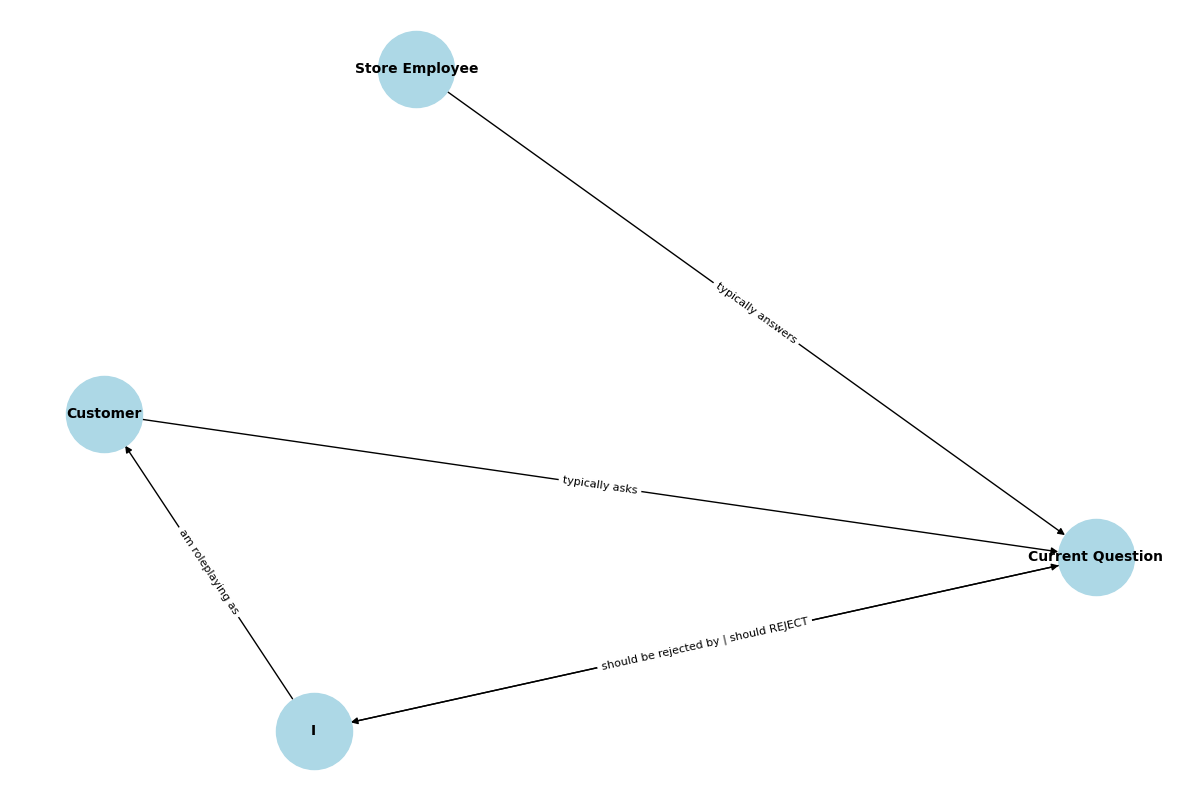 Store Employee
typically answers
Customer
typically asks
Current Question
am roleplaying as
should be rejected by | should REJECT
I